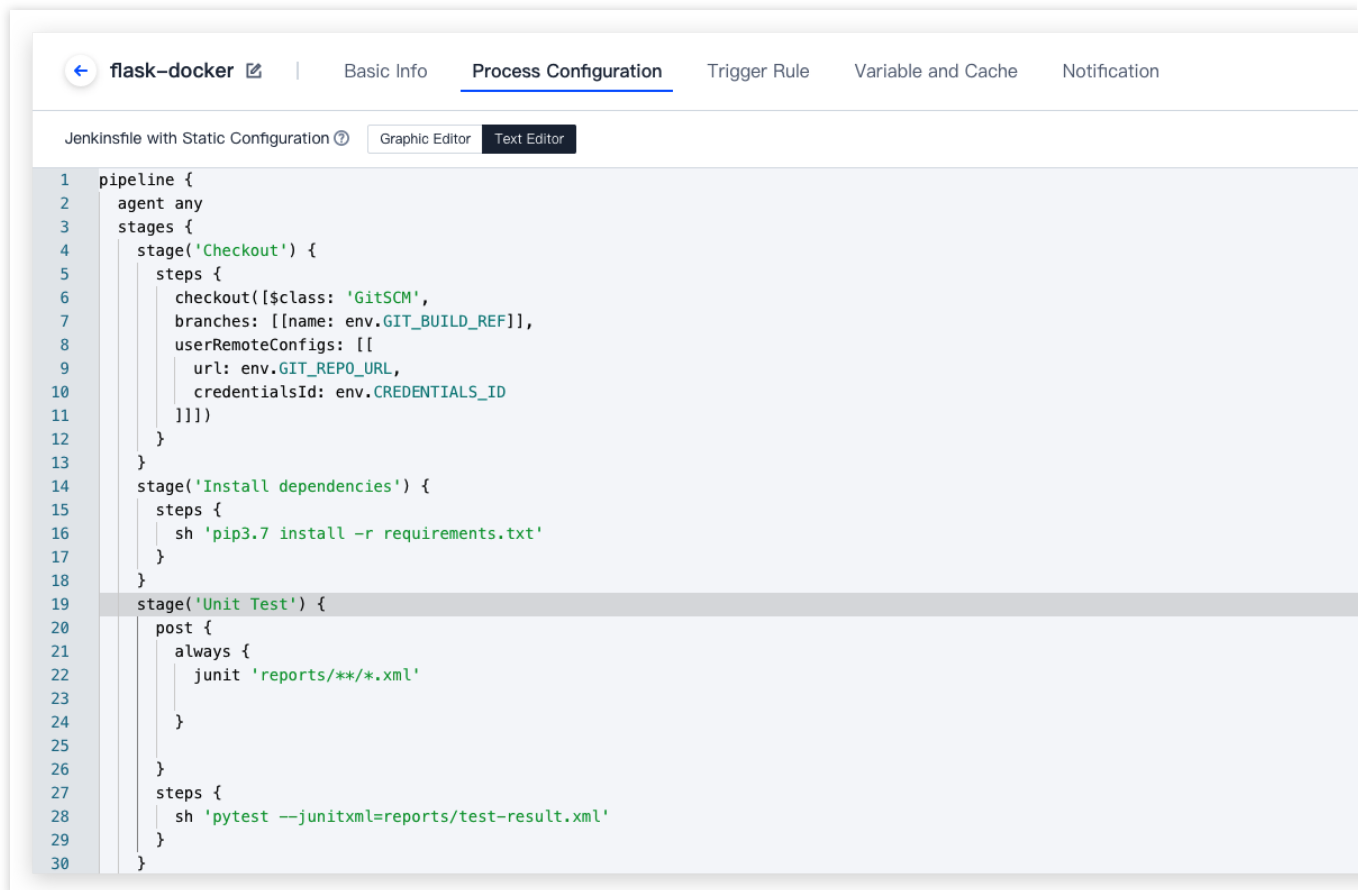 flask-docker | Basic Info Process Configuration Trigger Rule Variable and Cache Notification
Jenkinsfile with Static Configuration ? Graphic Editor Text Editor
1 pipeline {
2   agent any
3   stages {
4     stage('Checkout') {
5       steps {
6         checkout([$class: 'GitSCM',
7         branches: [[name: env.GIT_BUILD_REF]],
8         userRemoteConfigs: [[
9           url: env.GIT_REPO_URL,
10           credentialsId: env.CREDENTIALS_ID
11         ]]])
12       }
13     }
14     stage('Install dependencies') {
15       steps {
16         sh 'pip3.7 install -r requirements.txt'
17       }
18     }
19     stage('Unit Test') {
20       post {
21         always {
22           junit 'reports/**/*.xml'
23
24         }
25
26       }
27       steps {
28         sh 'pytest --junitxml=reports/test-result.xml'
29       }
30     }